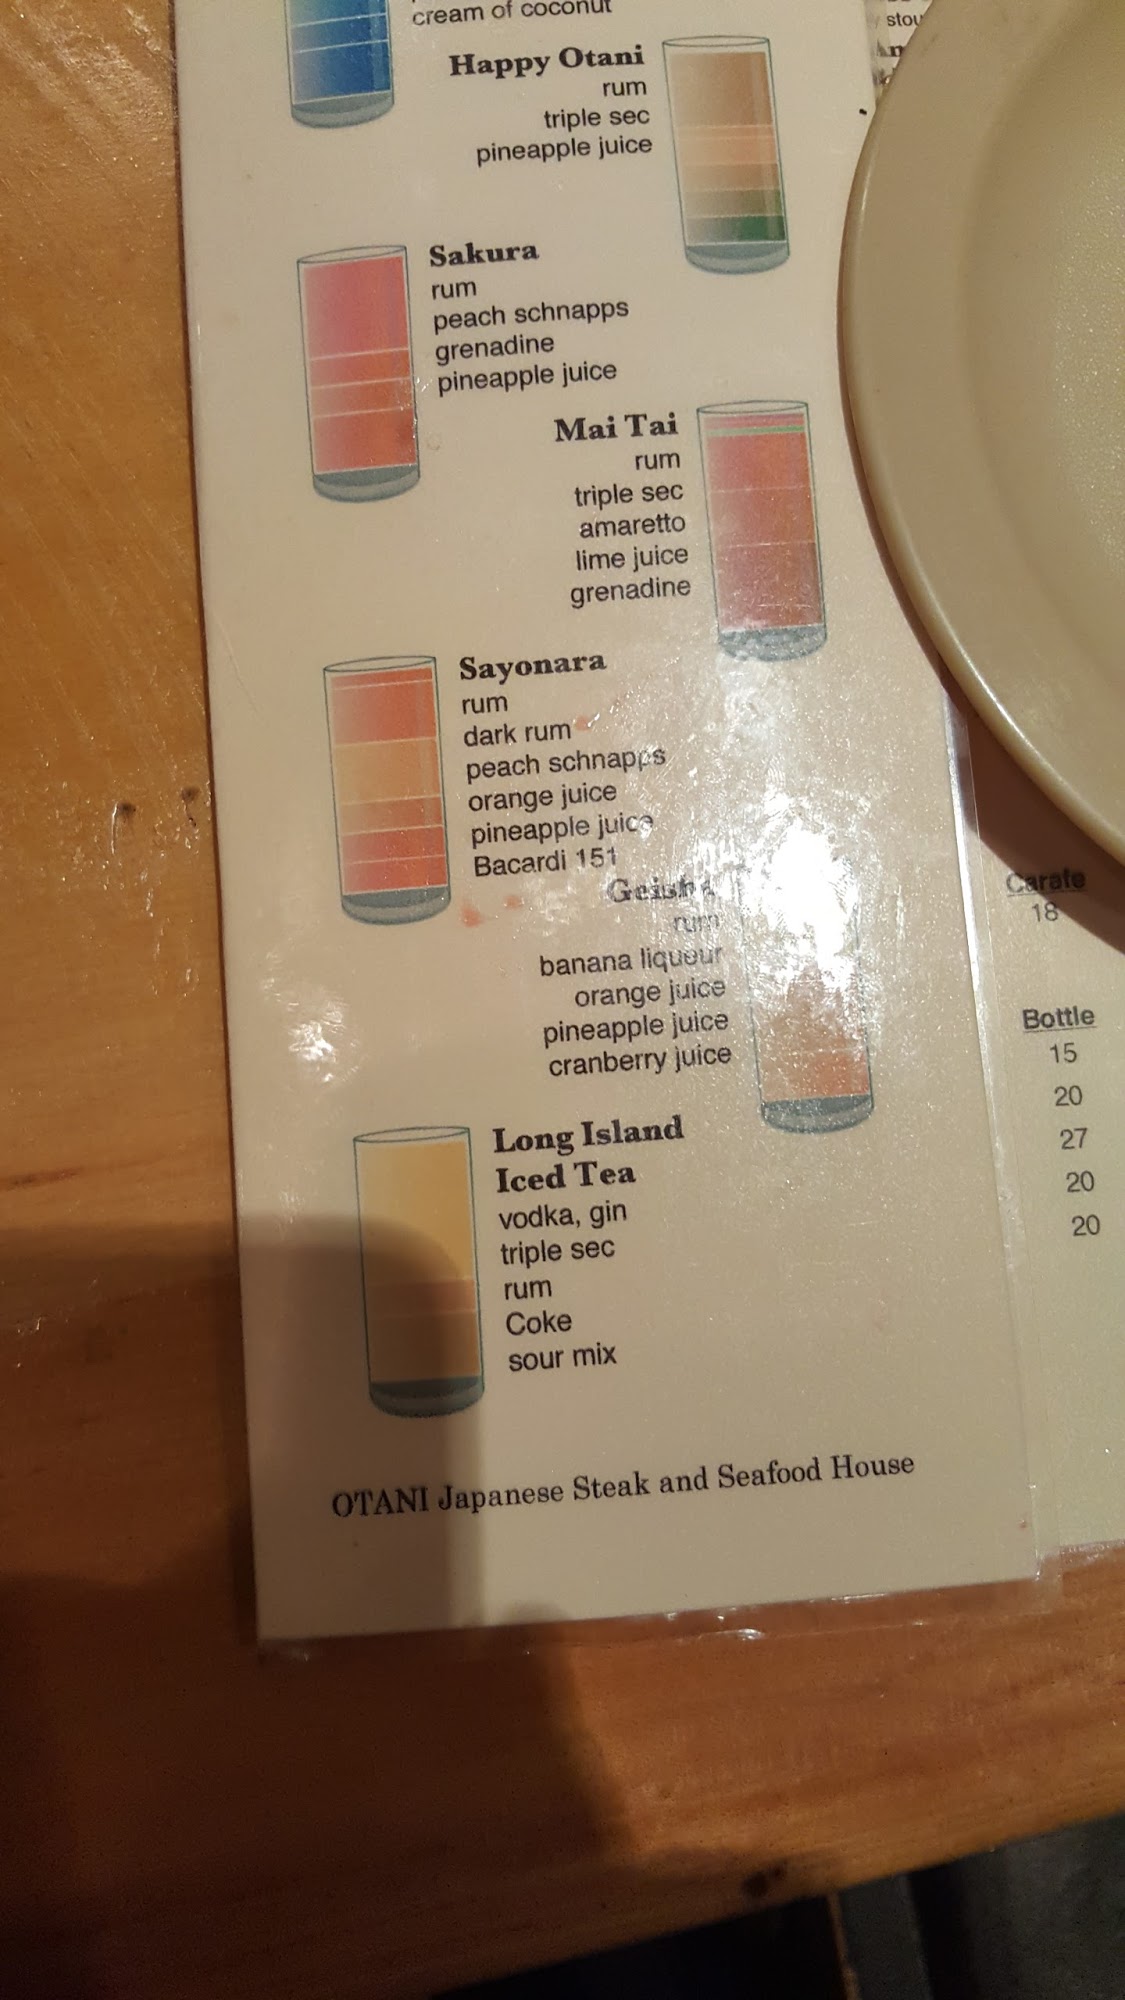 cream of coconut
Happy Otani
rum
triple sec
pineapple juice
Sakura
rum
peach schnapps
grenadine
pineapple juice
Mai Tai
rum
triple sec
amaretto
lime juice
grenadine
Sayonara
rum
dark rum
peach schnapps
orange juice
pineapple juice
Bacardi 151
Geisha
rum
banana liqueur
orange juice
pineapple juice
cranberry juice
Long Island
Iced Tea
vodka, gin
triple sec
rum
Coke
sour mix
OTANI Japanese Steak and Seafood House
Carafe
18
Bottle
15
20
27
20
20